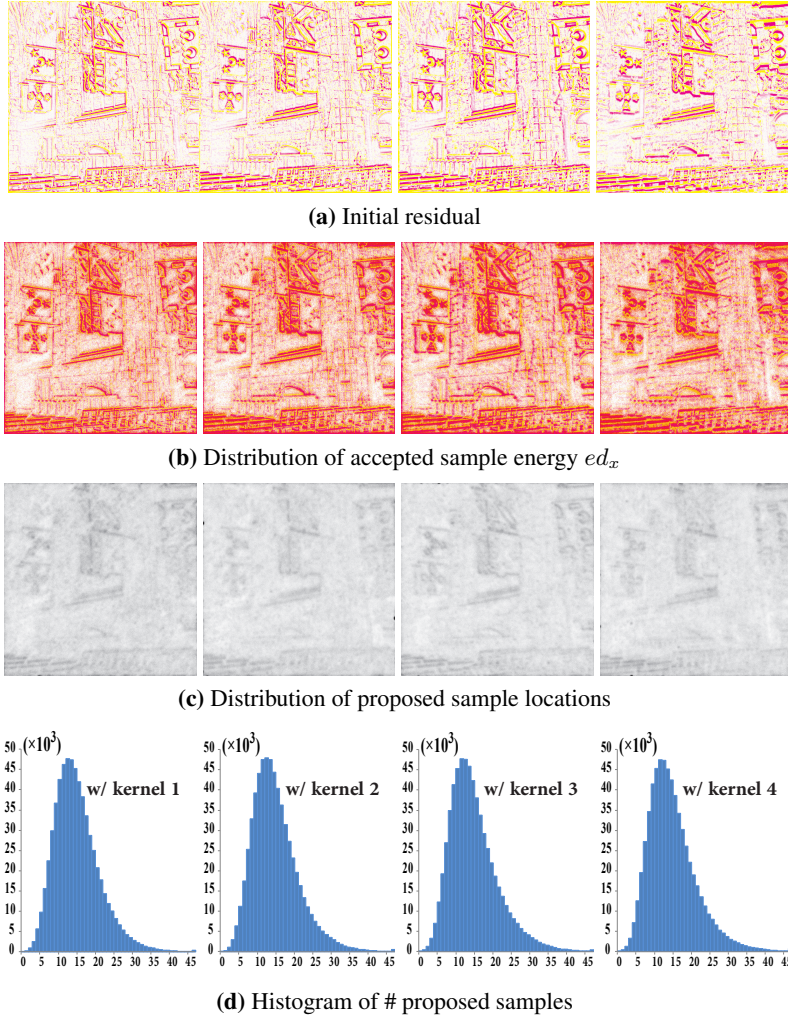 (a) Initial residual
(b) Distribution of accepted sample energy ed_x
(c) Distribution of proposed sample locations
(×10³) (×10³) (×10³) (×10³)
50 50 50 50
w/ kernel 1 w/ kernel 2 w/ kernel 3 w/ kernel 4
45 45 45 45
40 40 40 40
35 35 35 35
30 30 30 30
25 25 25 25
20 20 20 20
15 15 15 15
10 10 10 10
5 5 5 5
0 0 0 0
0 5 10 15 20 25 30 35 40 45 0 5 10 15 20 25 30 35 40 45 0 5 10 15 20 25 30 35 40 45 0 5 10 15 20 25 30 35 40 45
(d) Histogram of # proposed samples